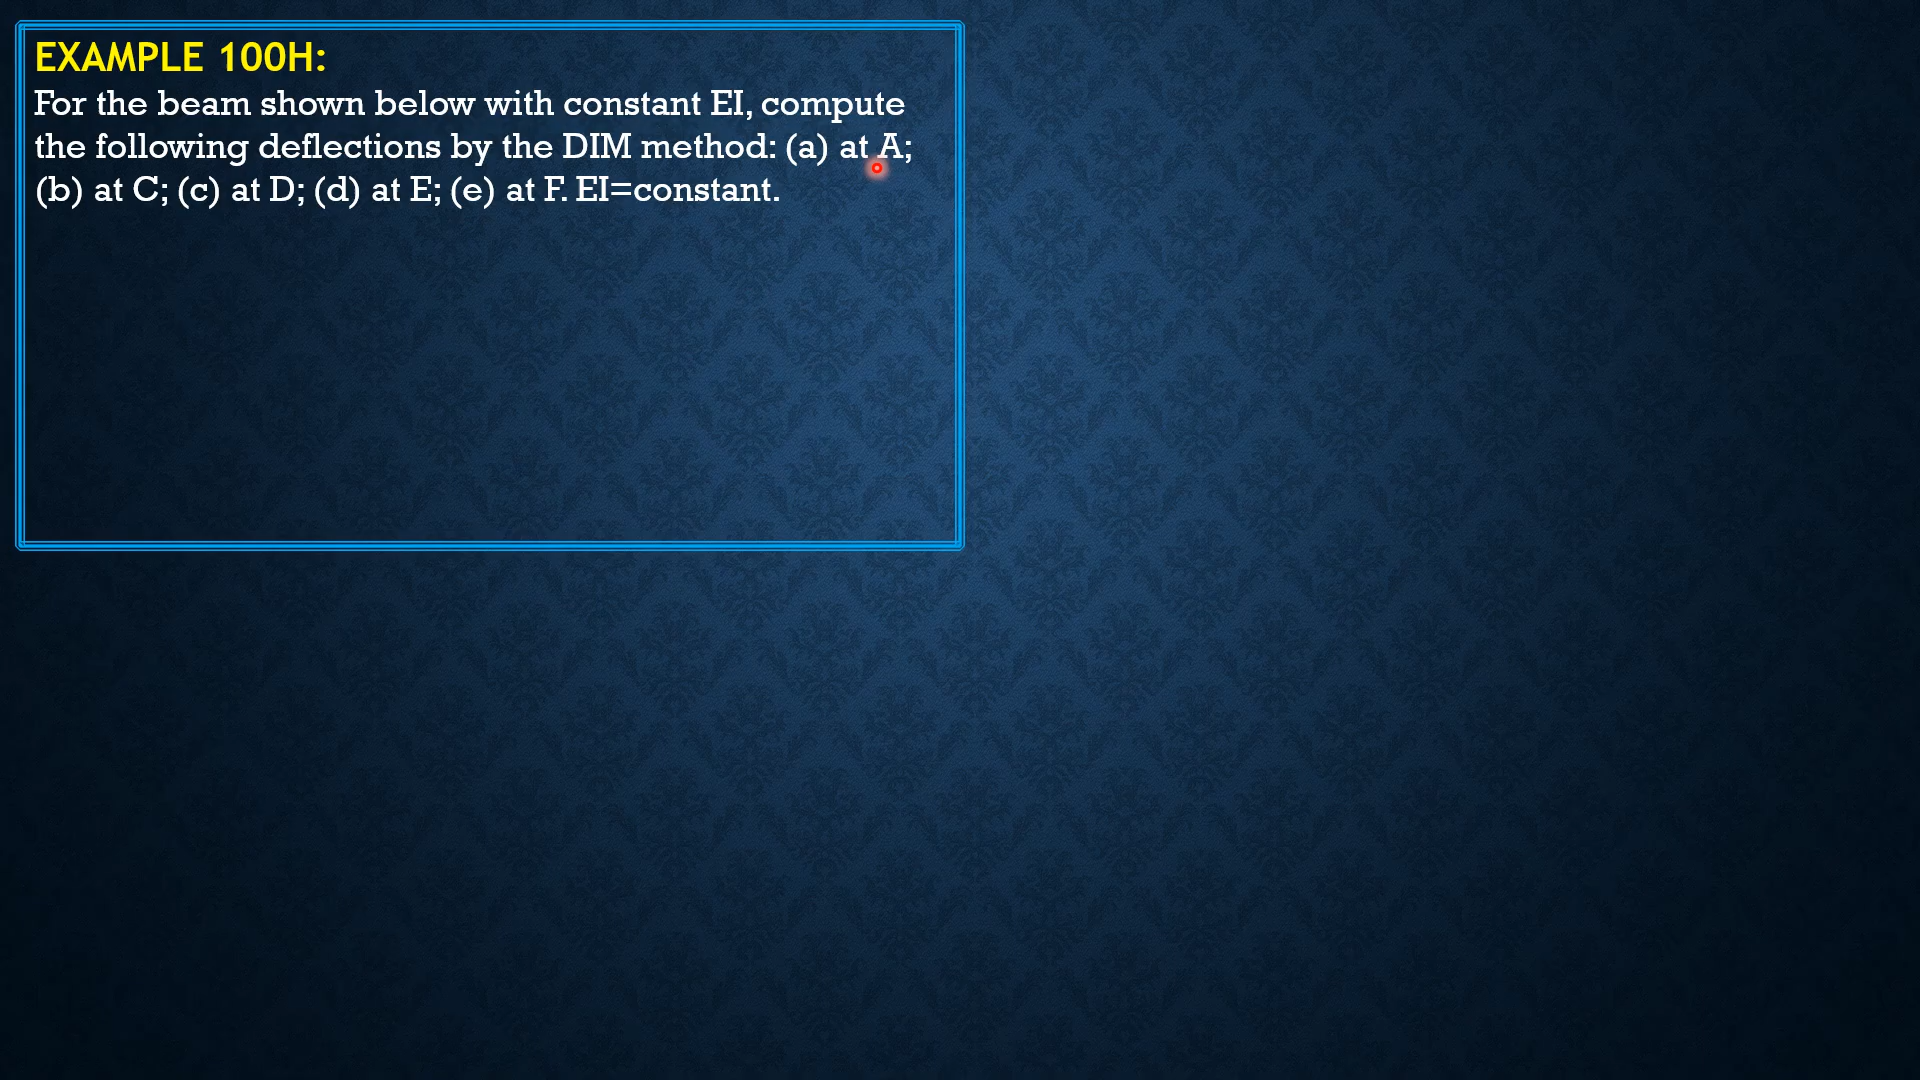 EXAMPLE 100H:
For the beam shown below with constant EI, compute
the following deflections by the DIM method: (a) at A;
(b) at C; (c) at D; (d) at E; (e) at F. EI=constant.